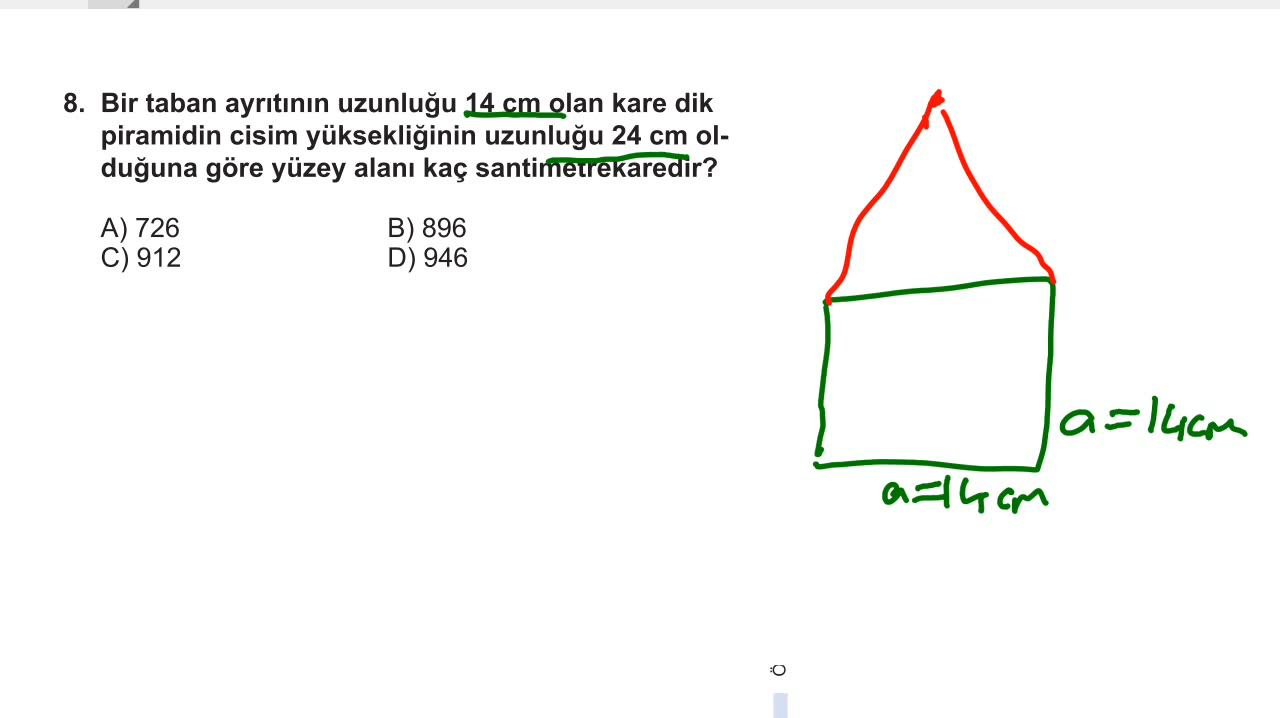 8. Bir taban ayrıtının uzunluğu 14 cm olan kare dik
piramidin cisim yüksekliğinin uzunluğu 24 cm ol-
duğuna göre yüzey alanı kaç santimetrekaredir?
A) 726 B) 896
C) 912 D) 946
a=14cm
a=14cm